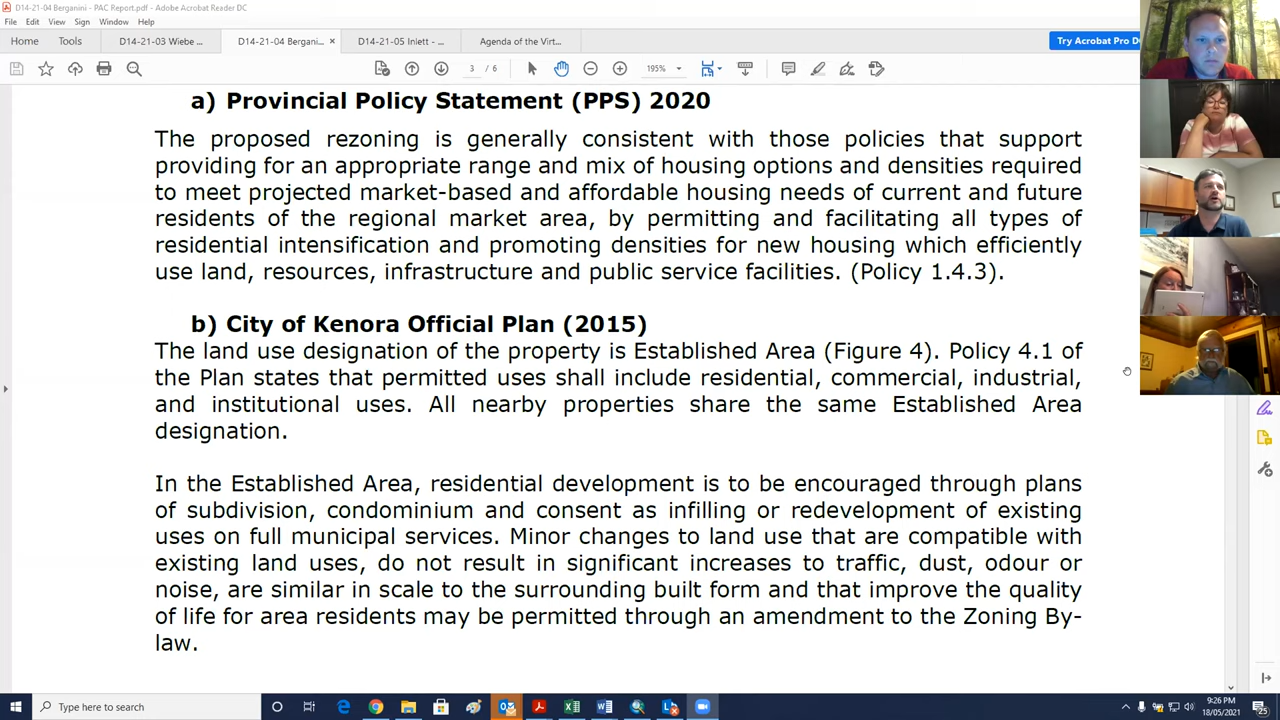 D14-21-04 Berganini - PAC Report.pdf - Adobe Acrobat Reader DC
File Edit View Sign Window Help
Home Tools D14-21-03 Wiebe ... D14-21-04 Bergani... × D14-21-05 Inlett - ... Agenda of the Virt... Try Acrobat Pro D
3 / 6 195%
a) Provincial Policy Statement (PPS) 2020
The proposed rezoning is generally consistent with those policies that support
providing for an appropriate range and mix of housing options and densities required
to meet projected market-based and affordable housing needs of current and future
residents of the regional market area, by permitting and facilitating all types of
residential intensification and promoting densities for new housing which efficiently
use land, resources, infrastructure and public service facilities. (Policy 1.4.3).
b) City of Kenora Official Plan (2015)
The land use designation of the property is Established Area (Figure 4). Policy 4.1 of
the Plan states that permitted uses shall include residential, commercial, industrial,
and institutional uses. All nearby properties share the same Established Area
designation.
In the Established Area, residential development is to be encouraged through plans
of subdivision, condominium and consent as infilling or redevelopment of existing
uses on full municipal services. Minor changes to land use that are compatible with
existing land uses, do not result in significant increases to traffic, dust, odour or
noise, are similar in scale to the surrounding built form and that improve the quality
of life for area residents may be permitted through an amendment to the Zoning By-
law.
Type here to search
9:26 PM
18/05/2021
25